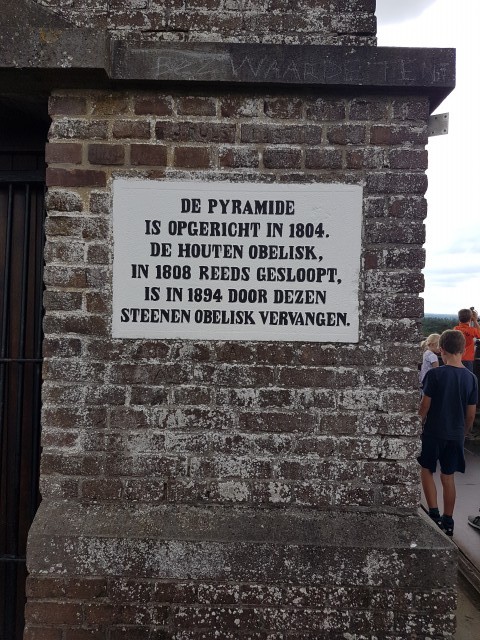 DE PYRAMIDE
IS OPGERICHT IN 1804.
DE HOUTEN OBELISK,
IN 1808 REEDS GESLOOPT,
IS IN 1894 DOOR DEZEN
STEENEN OBELISK VERVANGEN.